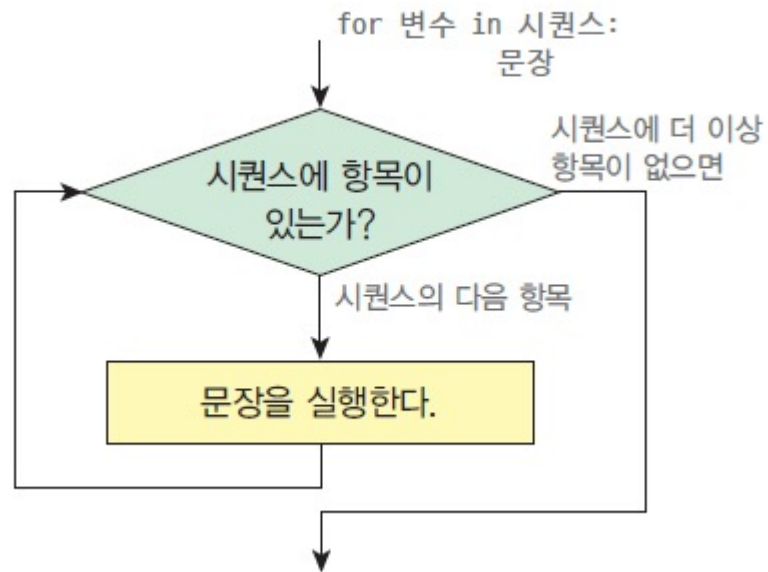 for 변수 in 시퀀스:
문장
시퀀스에 더 이상
항목이 없으면
시퀀스에 항목이
있는가?
시퀀스의 다음 항목
문장을 실행한다.